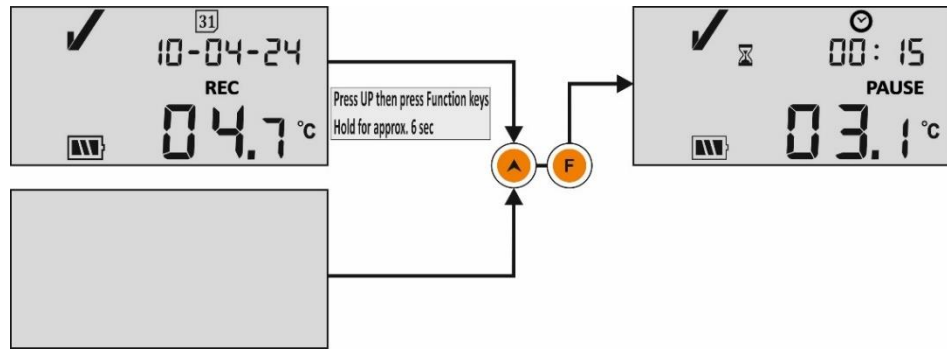 31
10-04-24
REC
04.7 °C
Press UP then press Function keys
Hold for approx. 6 sec
F
00:15
PAUSE
03.1 °C